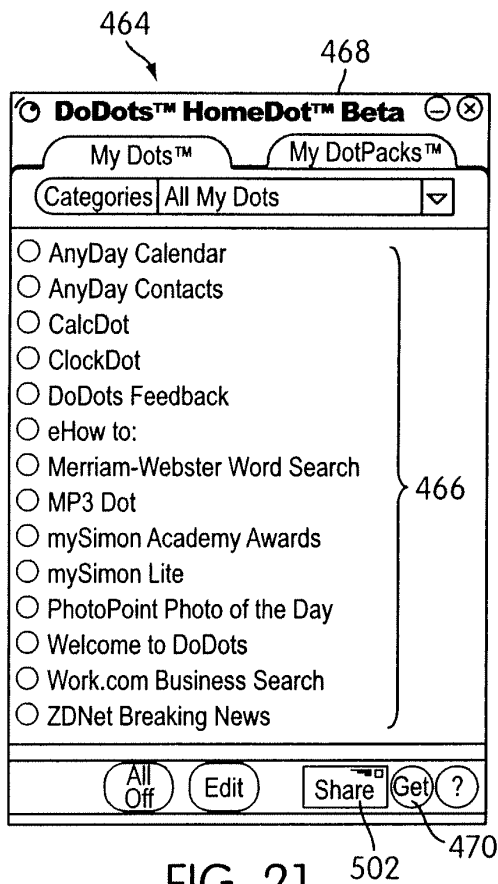 464
468
DoDots™ HomeDot™ Beta
My Dots™ My DotPacks™
Categories All My Dots
AnyDay Calendar
AnyDay Contacts
CalcDot
ClockDot
DoDots Feedback
eHow to:
Merriam-Webster Word Search
466
MP3 Dot
mySimon Academy Awards
mySimon Lite
PhotoPoint Photo of the Day
Welcome to DoDots
Work.com Business Search
ZDNet Breaking News
All Off Edit Share Get ?
470
502
FIG. 21